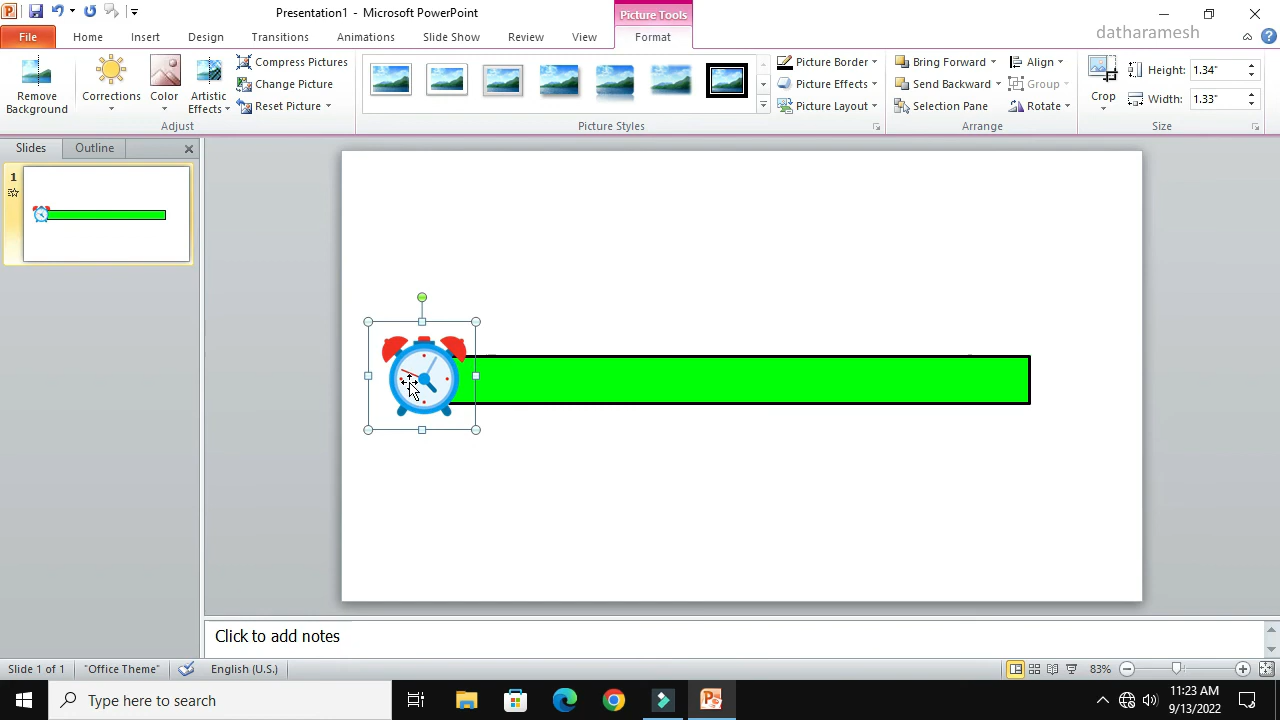 Presentation1 - Microsoft PowerPoint
Picture Tools
datharamesh
File Home Insert Design Transitions Animations Slide Show Review View Format
Remove Background
Corrections
Color
Artistic Effects
Compress Pictures
Change Picture
Reset Picture
Adjust
Picture Border
Picture Effects
Picture Layout
Picture Styles
Bring Forward
Send Backward
Selection Pane
Align
Group
Rotate
Arrange
Crop
Height: 1.34"
Width: 1.33"
Size
Slides Outline
1
Click to add notes
Slide 1 of 1 "Office Theme" English (U.S.) 83%
Type here to search
11:23 AM
9/13/2022